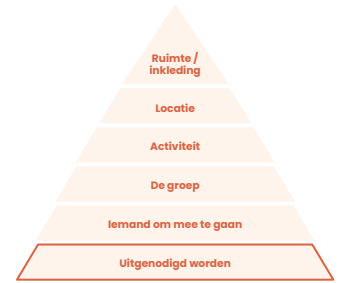 Ruimte /
inkleding
Locatie
Activiteit
De groep
Iemand om mee te gaan
Uitgenodigd worden